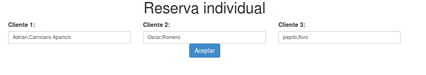 Reserva individual
Cliente 1: Cliente 2: Cliente 3:
Adrian,Carnicero Aparicio Oscar,Romero pepito,floro
Aceptar